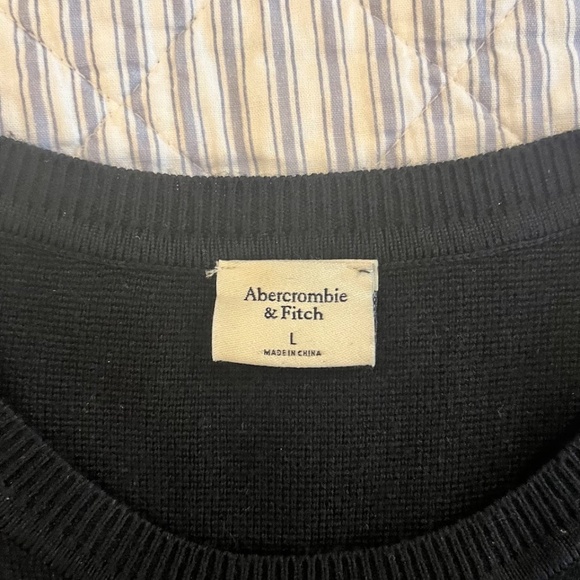 Abercrombie
& Fitch
L
MADE IN CHINA